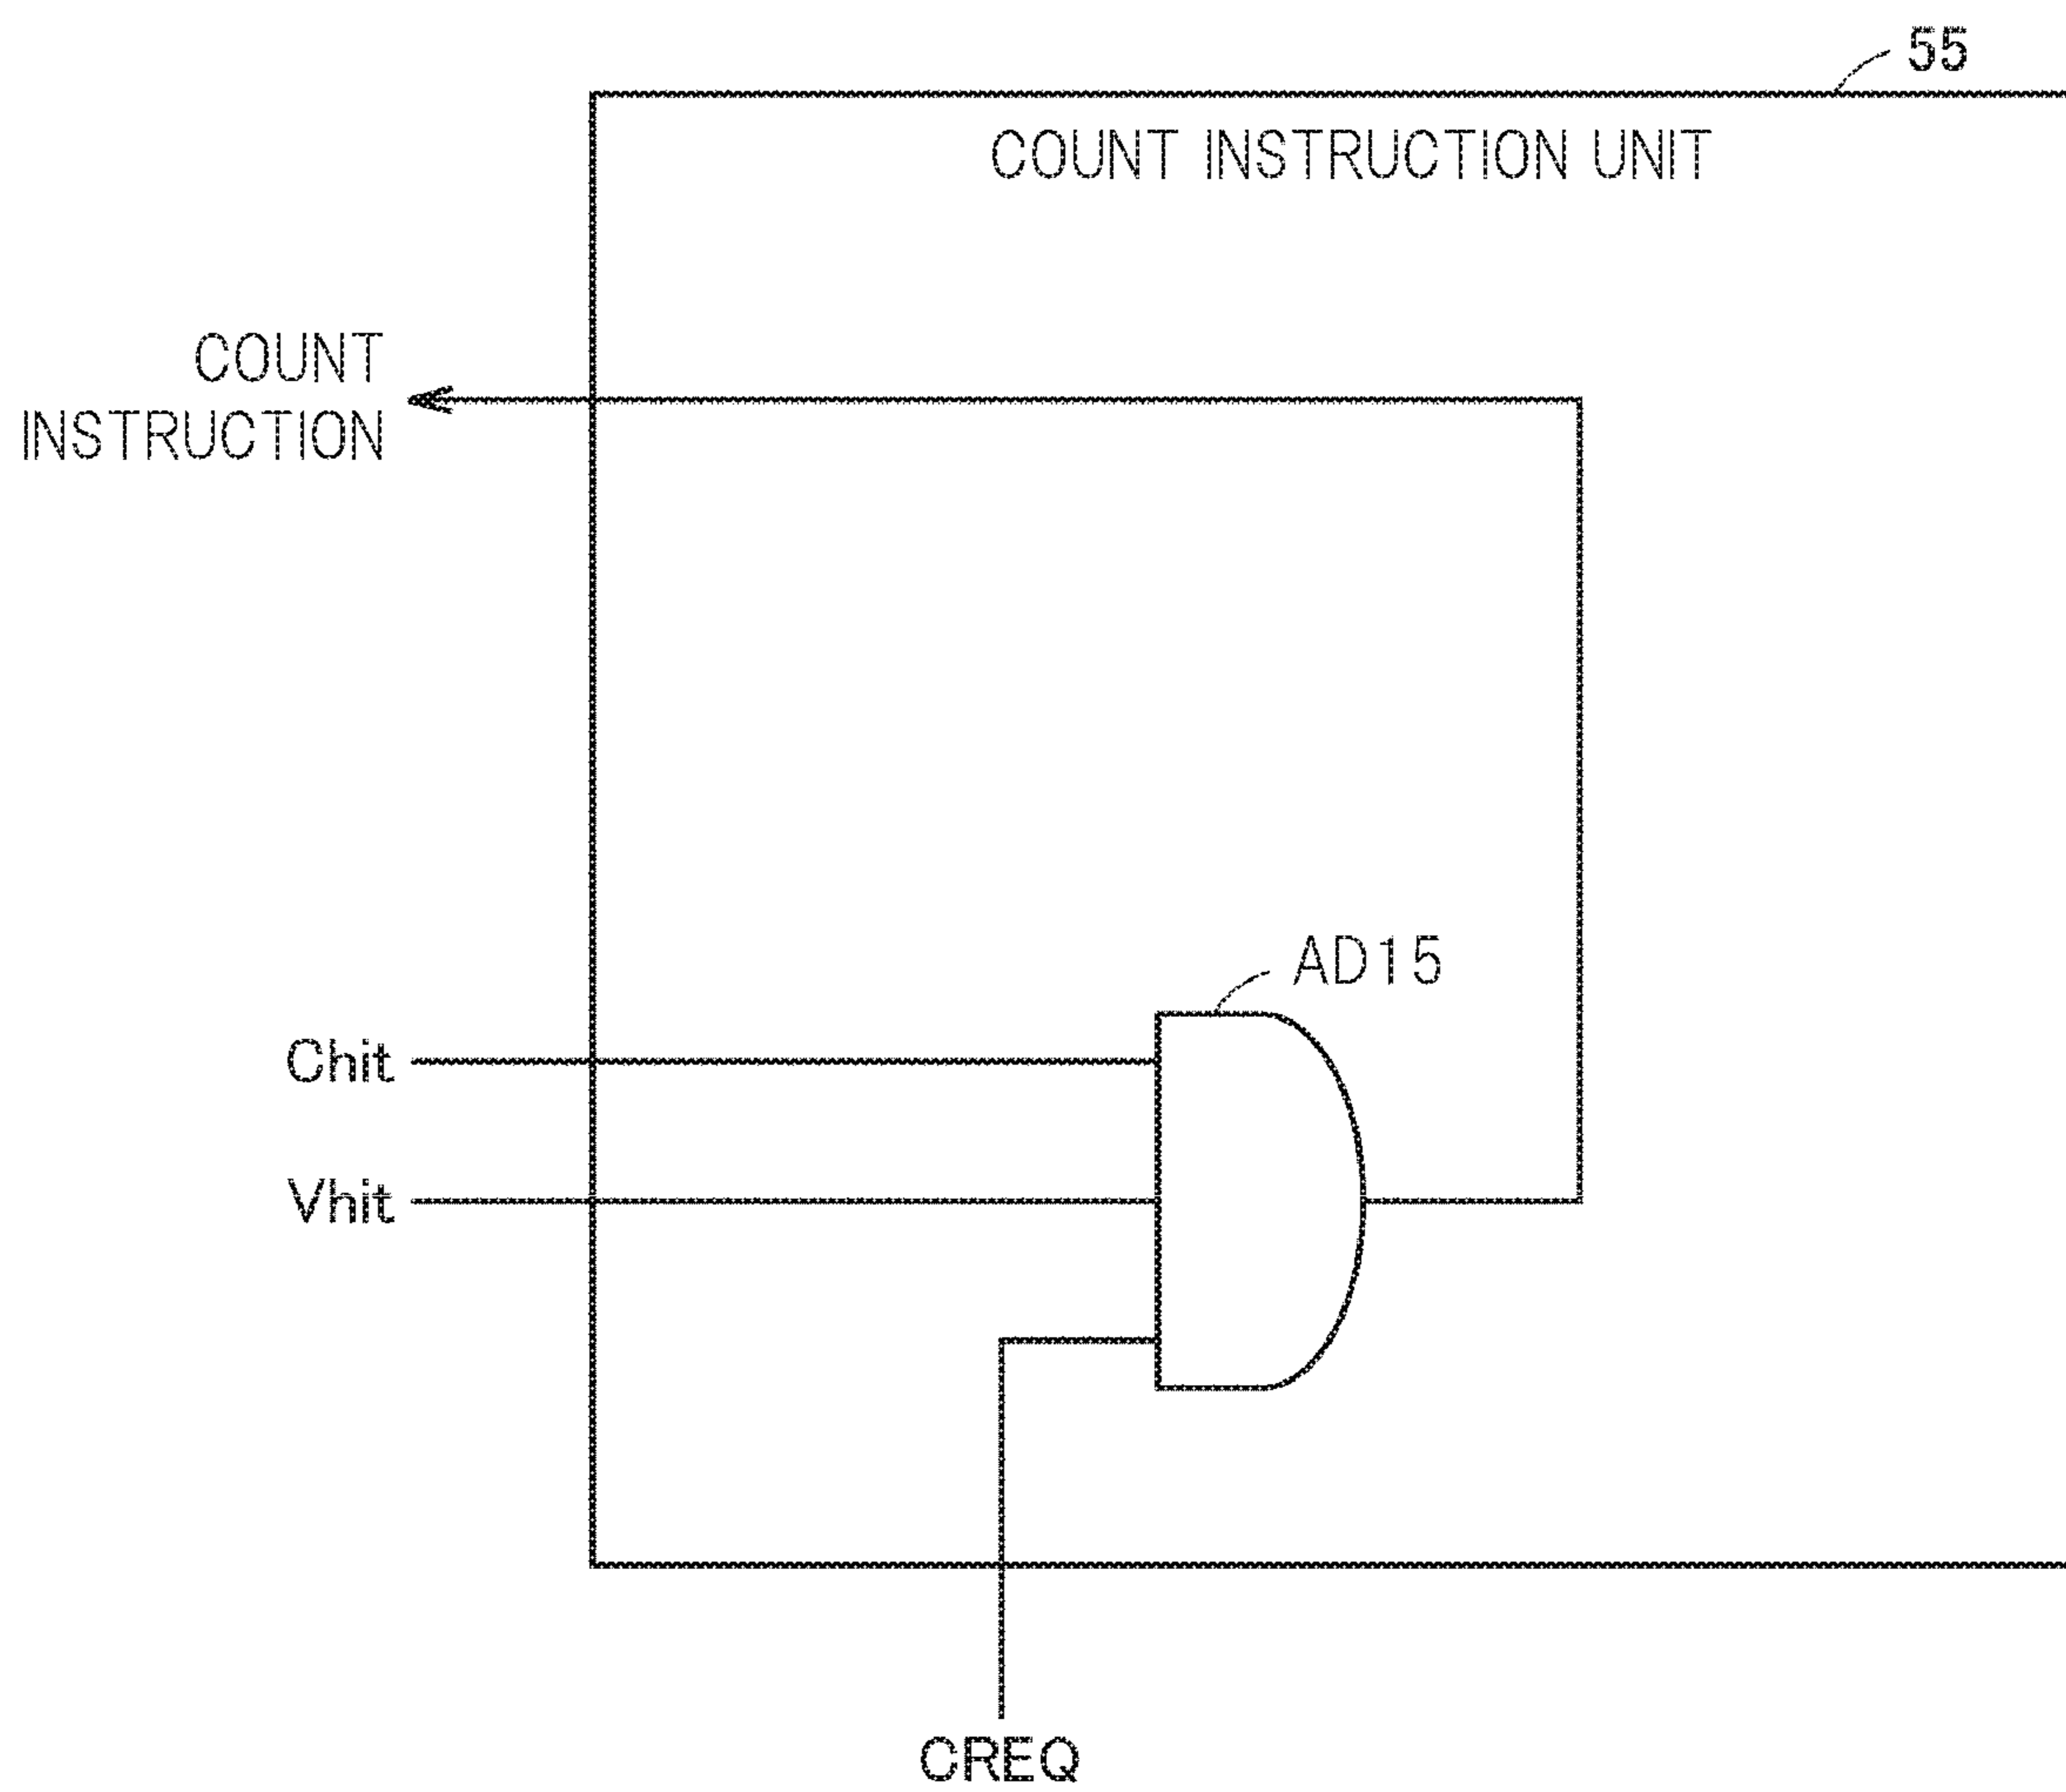 55
COUNT INSTRUCTION UNIT
COUNT
INSTRUCTION
AD15
Chit
Vhit
CREQ